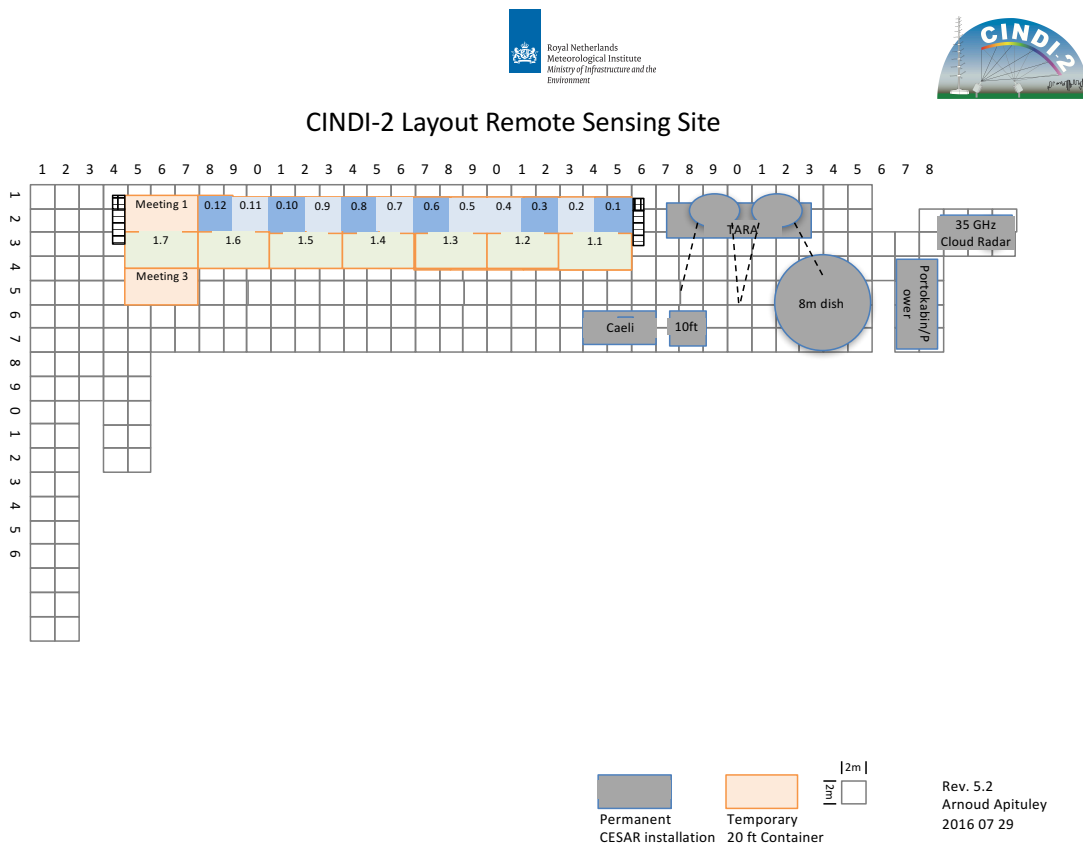 Royal Netherlands
Meteorological Institute
Ministry of Infrastructure and the
Environment
CINDI-2
CINDI-2 Layout Remote Sensing Site
1 2 3 4 5 6 7 8 9 0 1 2 3 4 5 6 7 8 9 0 1 2 3 4 5 6 7 8 9 0 1 2 3 4 5 6 7 8
1
2
3
4
5
6
7
8
9
0
1
2
3
4
5
6
Meeting 1 0.12 0.11 0.10 0.9 0.8 0.7 0.6 0.5 0.4 0.3 0.2 0.1
1.7 1.6 1.5 1.4 1.3 1.2 1.1
Meeting 3
TARA
35 GHz
Cloud Radar
8m dish
Portokabin/P
ower
Caeli
10ft
2m
2m
Permanent
CESAR installation
Temporary
20 ft Container
Rev. 5.2
Arnoud Apituley
2016 07 29